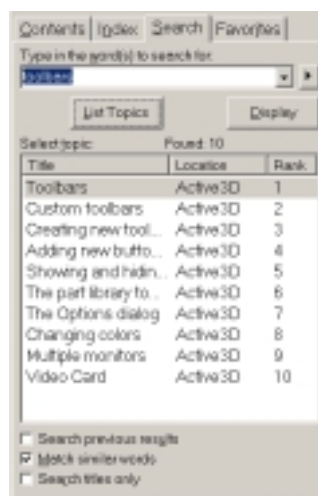 Contents Index Search Favorites
Type in the word(s) to search for:
toolbars
List Topics Display
Select topic: Found: 10
Title Location Rank
Toolbars Active3D 1
Custom toolbars Active3D 2
Creating new tool... Active3D 3
Adding new butto... Active3D 4
Showing and hidin... Active3D 5
The part library to... Active3D 6
The Options dialog Active3D 7
Changing colors Active3D 8
Multiple monitors Active3D 9
Video Card Active3D 10
Search previous results
Match similar words
Search titles only